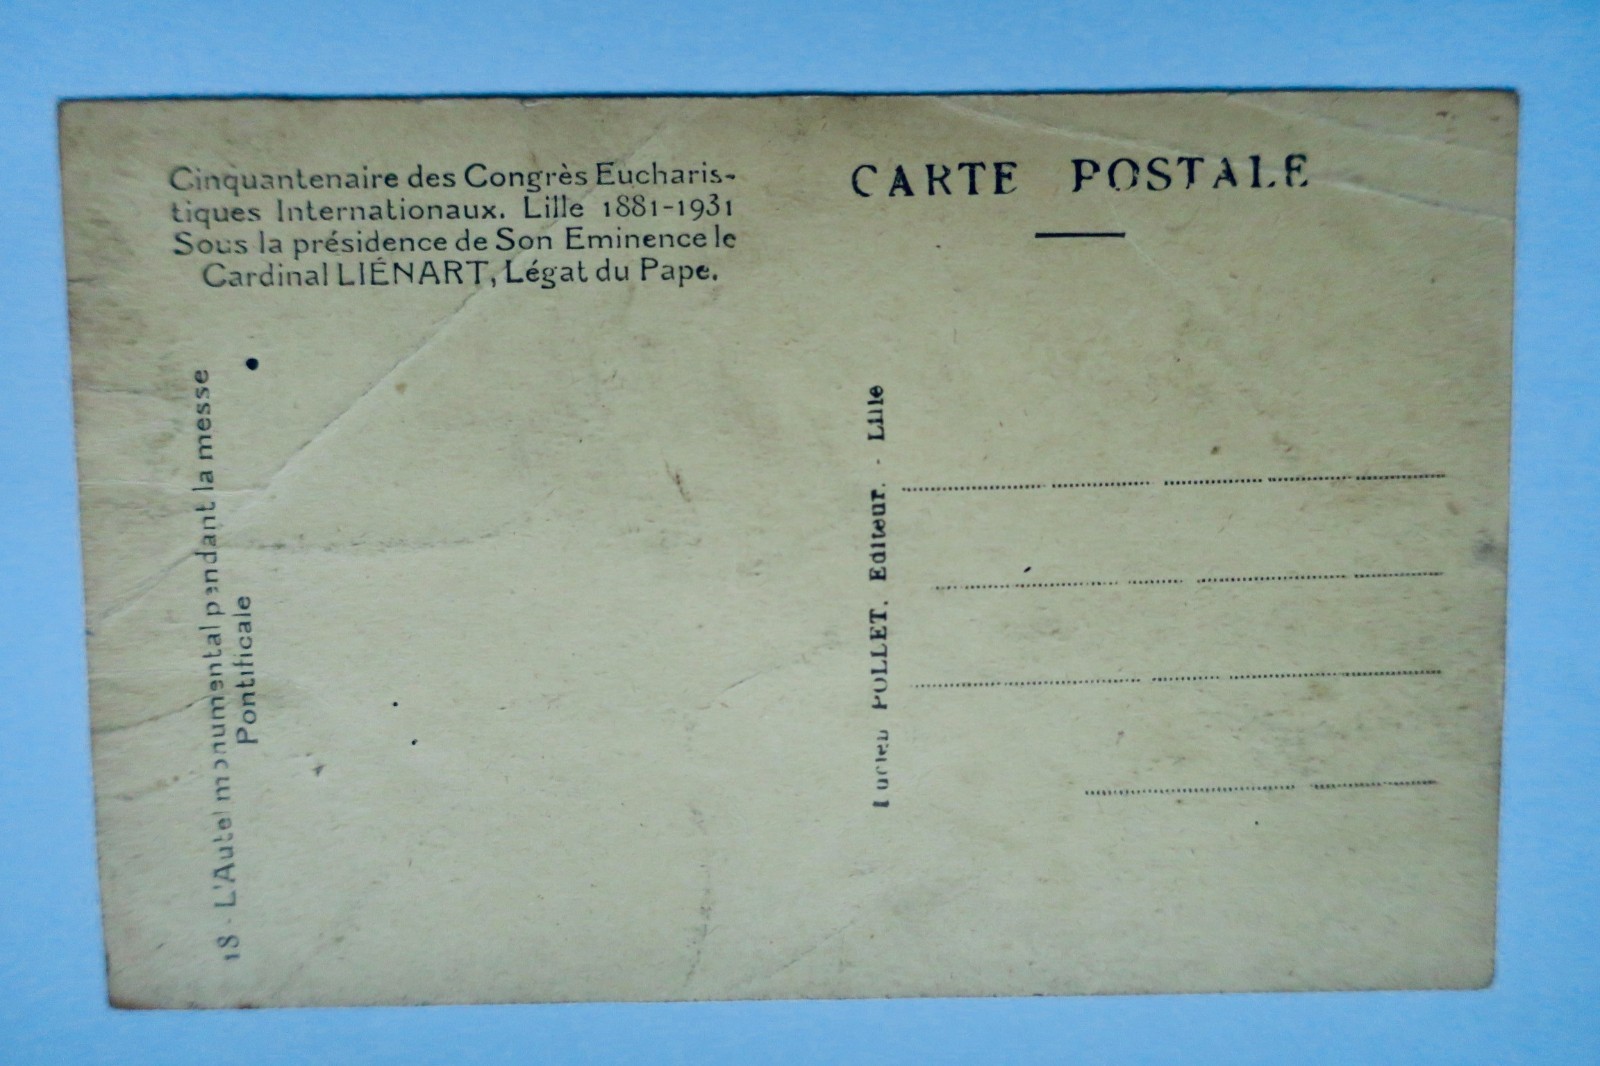 Cinquantenaire des Congrès Eucharis-
tiques Internationaux. Lille 1881-1931
Sous la présidence de Son Eminence le
Cardinal LIÉNART, Légat du Pape.
CARTE POSTALE
18 - L'Autel monumental pendant la messe
Pontificale
Lucien POLLET, Editeur. - Lille